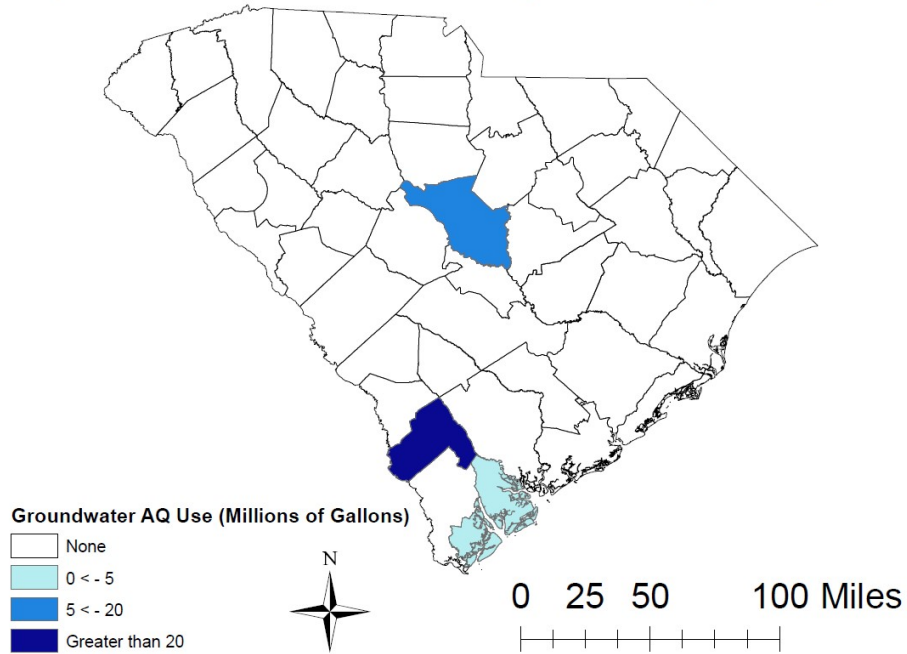 Groundwater AQ Use (Millions of Gallons)
None
0 < - 5
5 < - 20
Greater than 20
N
0 25 50 100 Miles